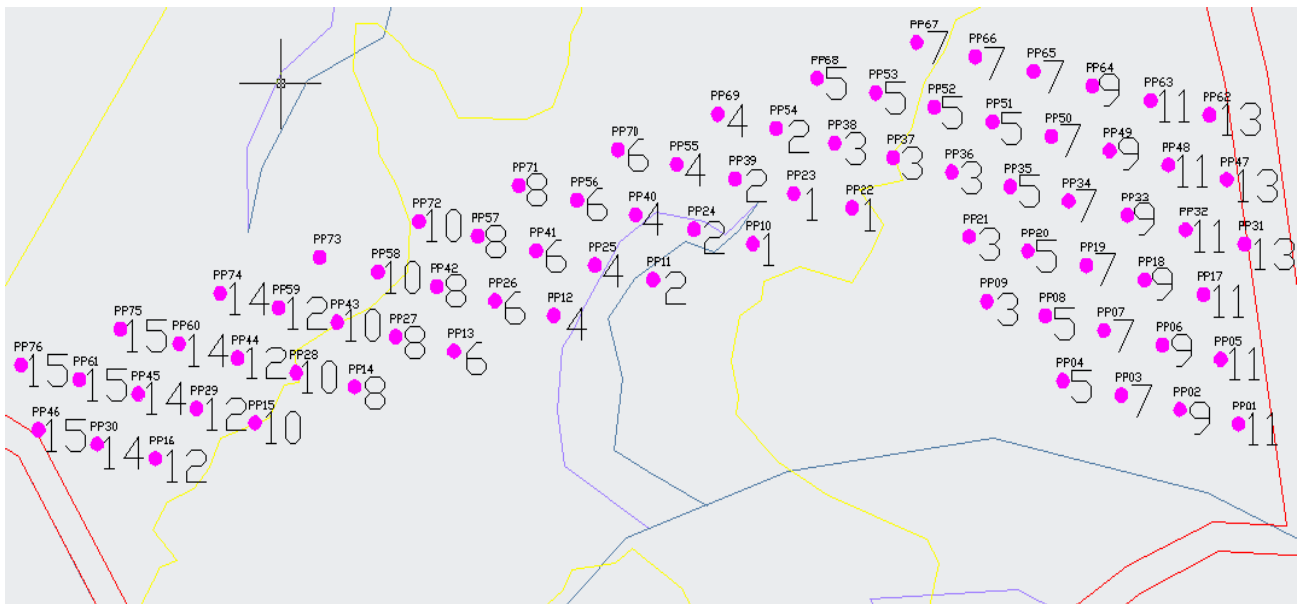 PP67 7
PP66 7
PP65 7
PP64 9
PP63 11
PP62 13
PP68 5
PP53 5
PP52 5
PP51 5
PP50 7
PP49 9
PP48 11
PP47 13
PP69 4
PP54 2
PP38 3
PP37 3
PP36 3
PP35 5
PP34 7
PP33 9
PP32 11
PP31 13
PP70 6
PP55 4
PP39 2
PP23 1
PP22 1
PP21 3
PP20 5
PP19 7
PP18 9
PP17 11
PP71 8
PP56 6
PP40 4
PP24 2
PP10 1
PP09 3
PP08 5
PP07 7
PP06 9
PP05 11
PP72 10
PP57 8
PP41 6
PP25 4
PP11 2
PP04 5
PP03 7
PP02 9
PP01 11
PP73
PP58 10
PP42 8
PP26 6
PP12 4
PP74 14
PP59 12
PP43 10
PP27 8
PP13 6
PP75 15
PP60 14
PP44 12
PP28 10
PP14 8
PP76 15
PP61 15
PP45 14
PP29 12
PP15 10
PP46 15
PP30 14
PP16 12